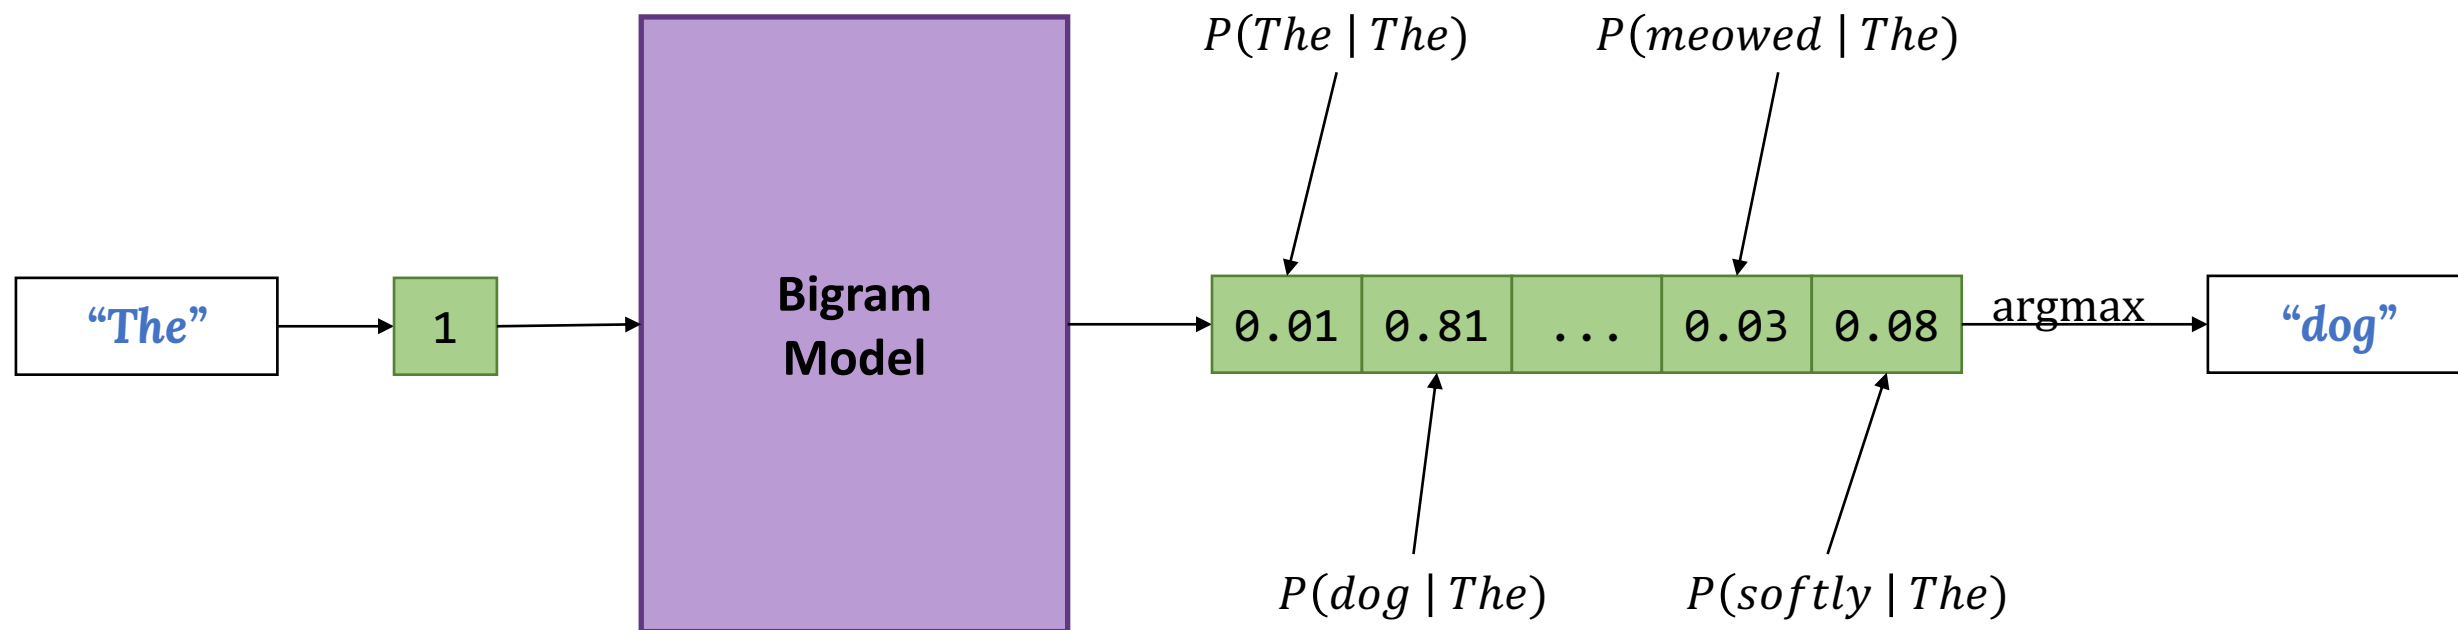 P(The | The) P(meowed | The)
“The” 1 Bigram Model 0.01 0.81 ... 0.03 0.08 argmax “dog”
P(dog | The) P(softly | The)